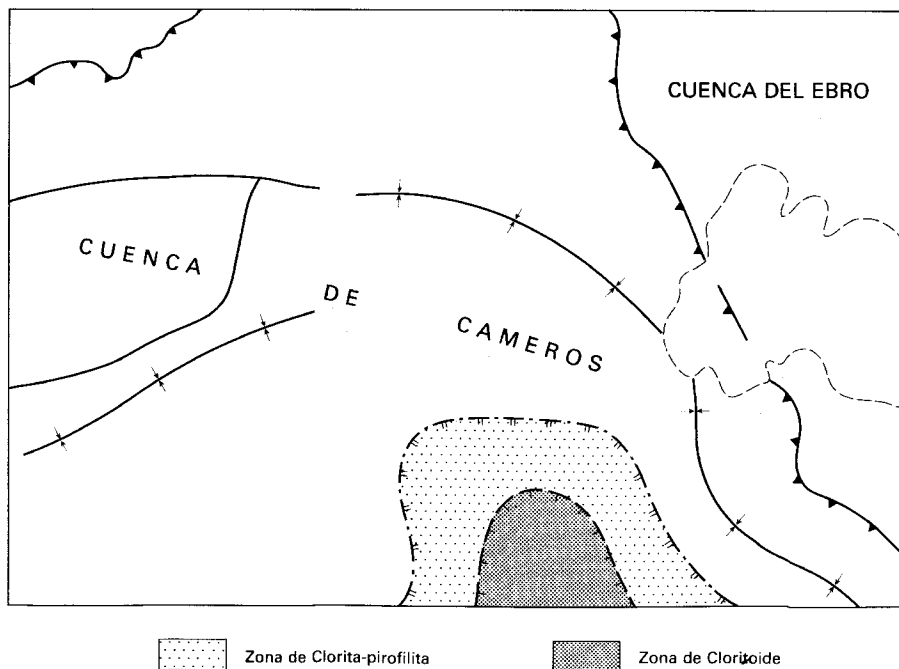 CUENCA DEL EBRO
CUENCA
DE
CAMEROS
Zona de Clorita-pirofilita
Zona de Cloritoide